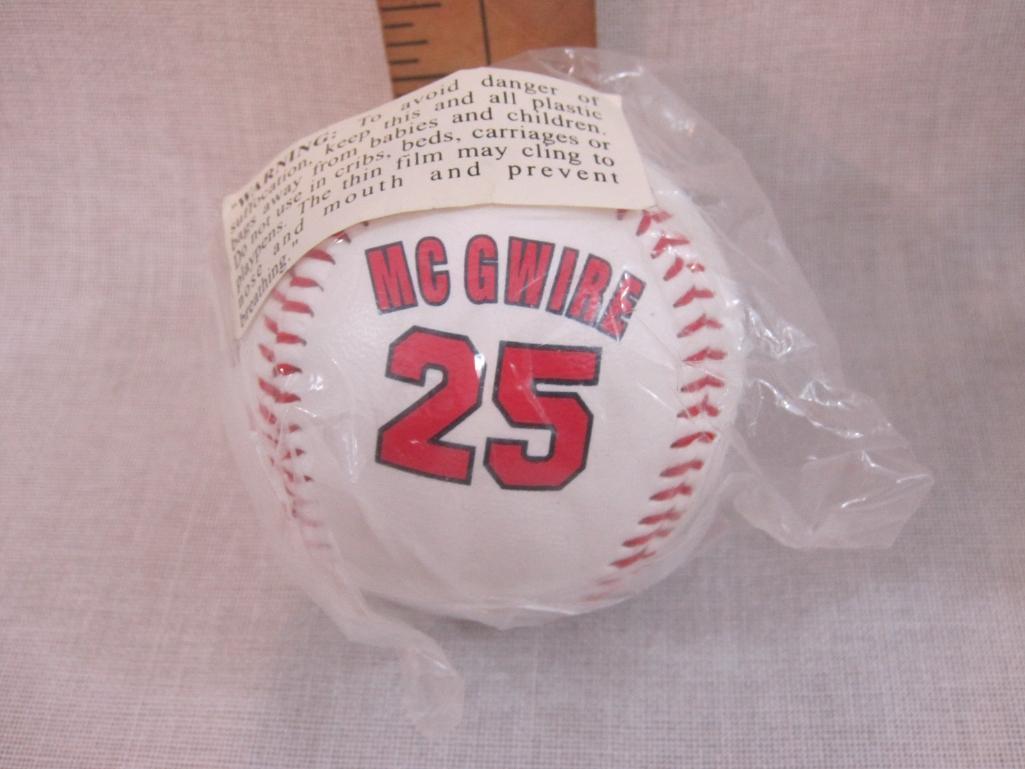 "WARNING: To avoid danger of
suffocation, keep this and all plastic
bags away from babies and children.
Do not use in cribs, beds, carriages or
playpens. The thin film may cling to
nose and mouth and prevent
breathing."
MC GWIRE
25